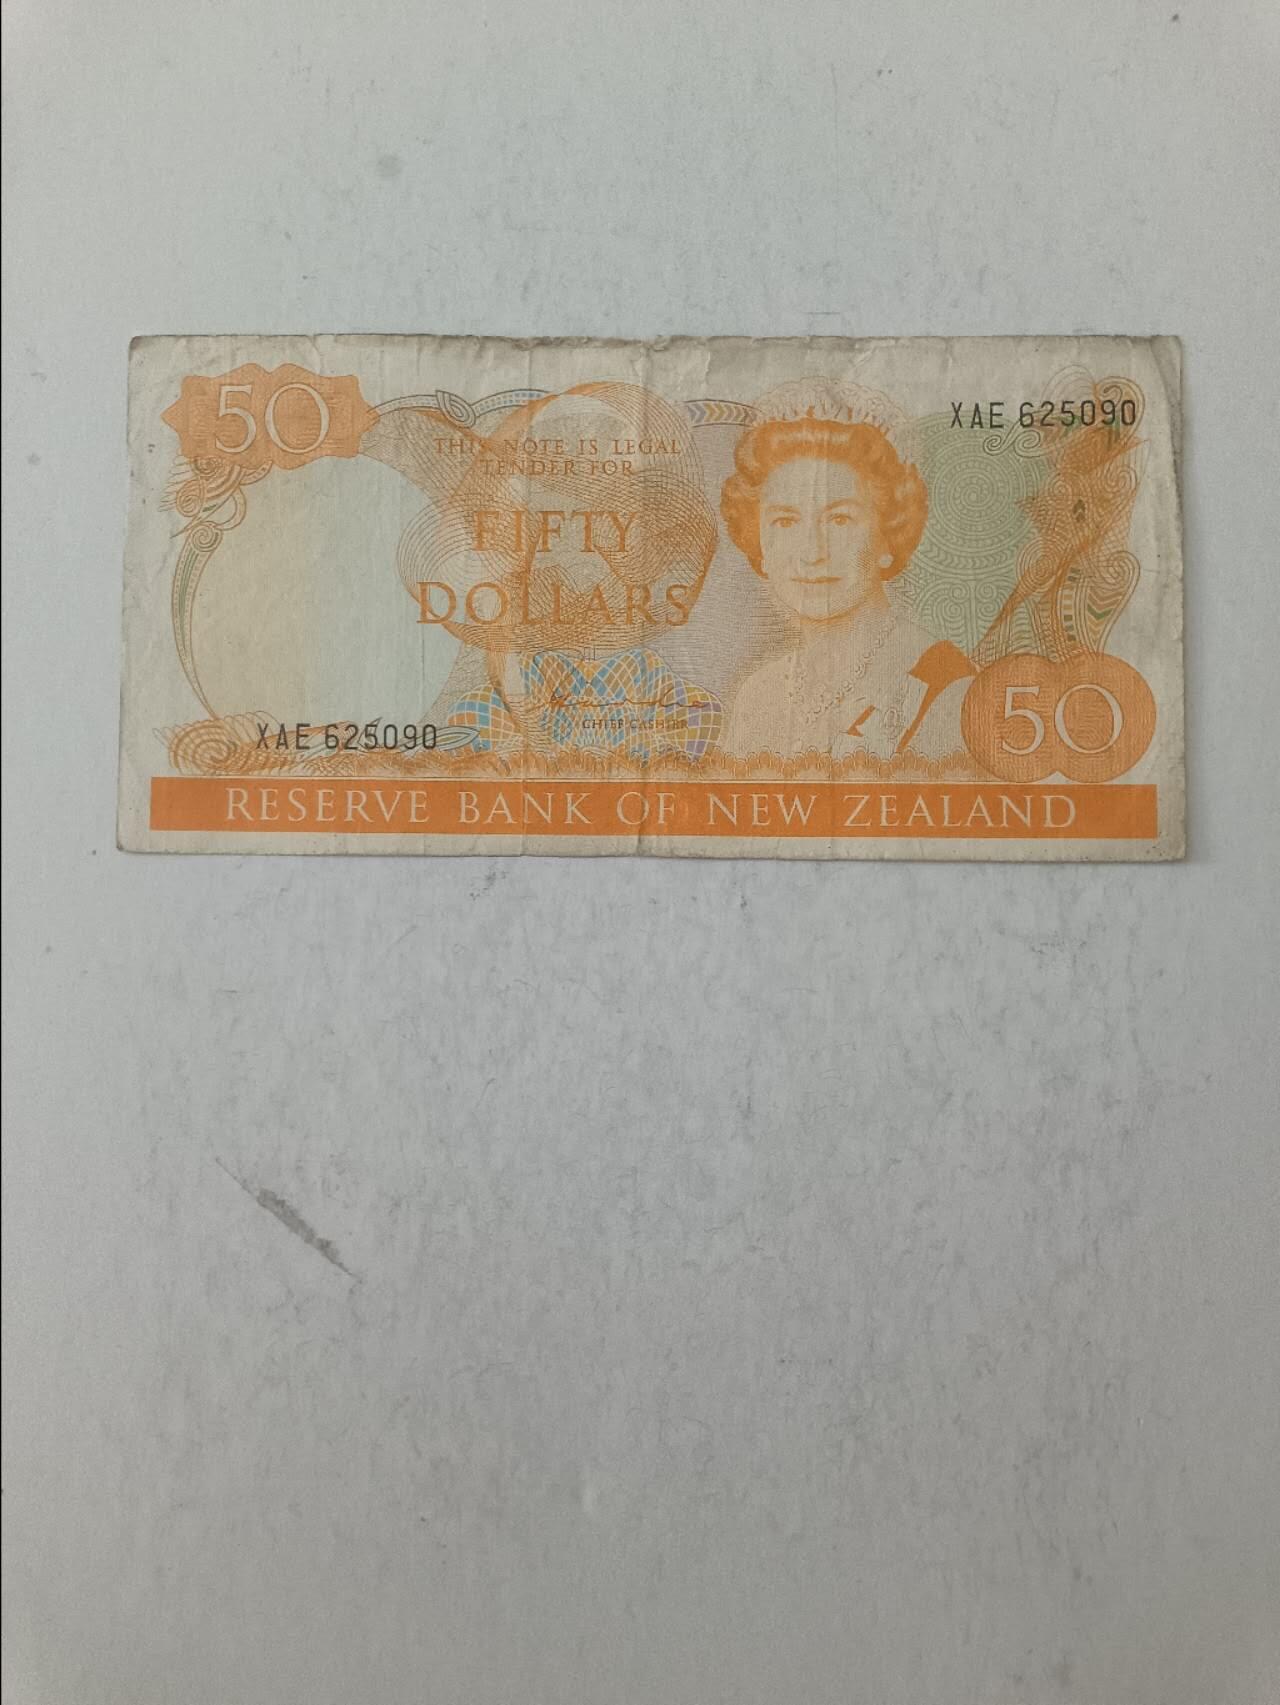 50
XAE 625090
THIS NOTE IS LEGAL
TENDER FOR
FIFTY
DOLLARS
CHIEF CASHIER
XAE 625090
50
RESERVE BANK OF NEW ZEALAND